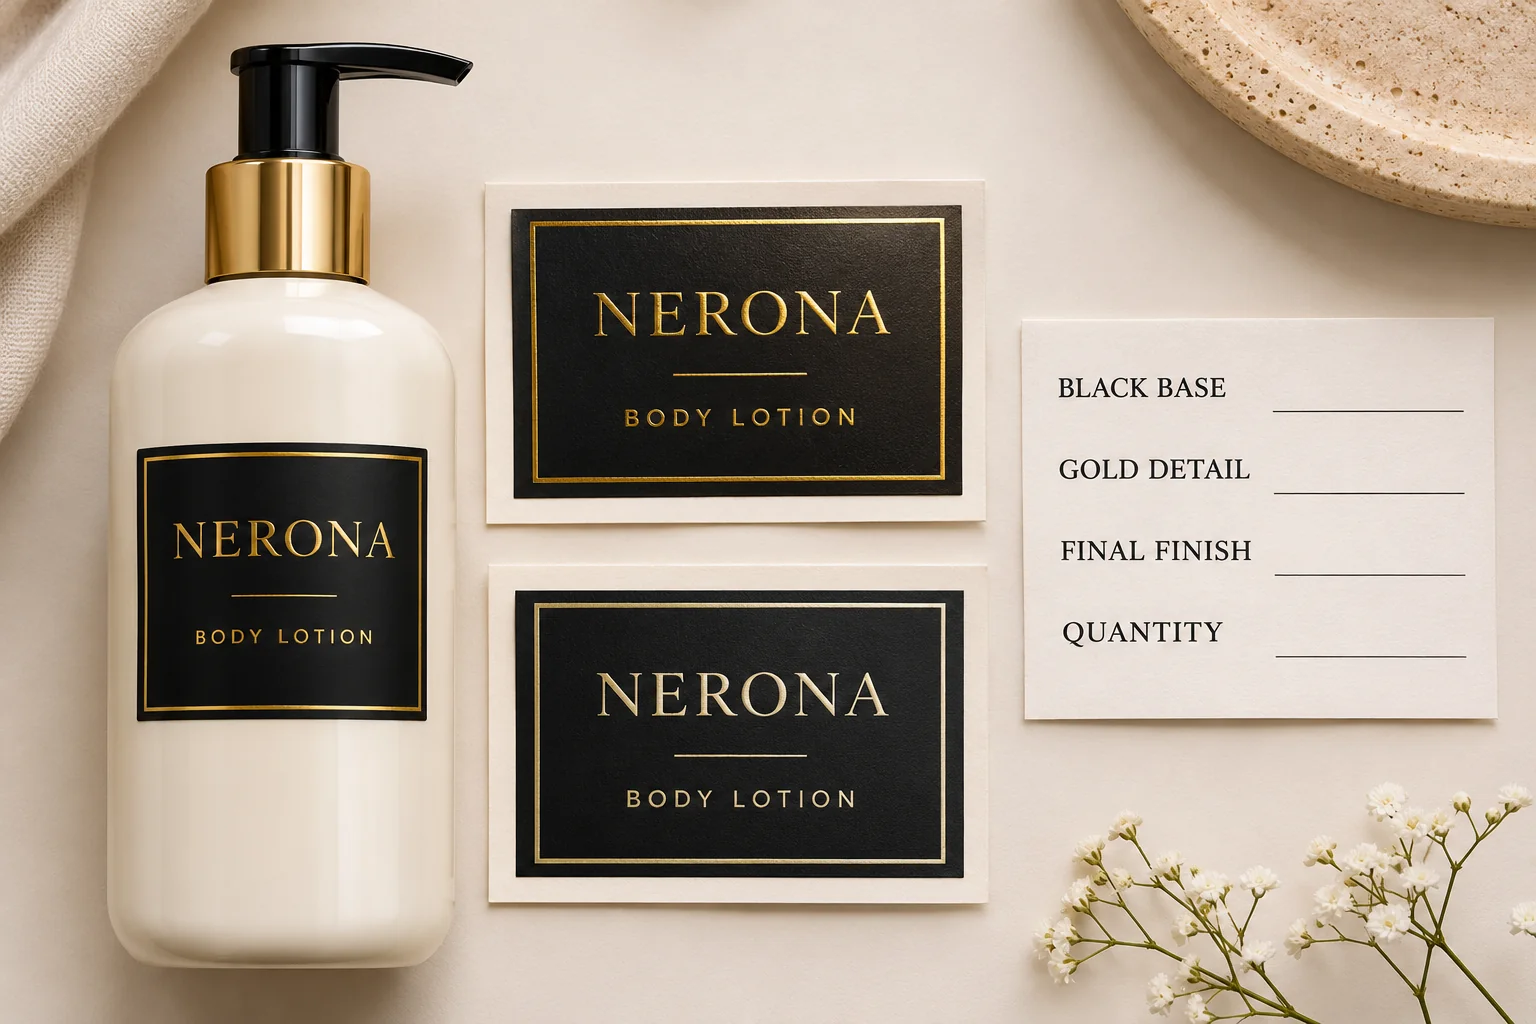 NERONA
BODY LOTION
NERONA
BODY LOTION
NERONA
BODY LOTION
BLACK BASE
GOLD DETAIL
FINAL FINISH
QUANTITY